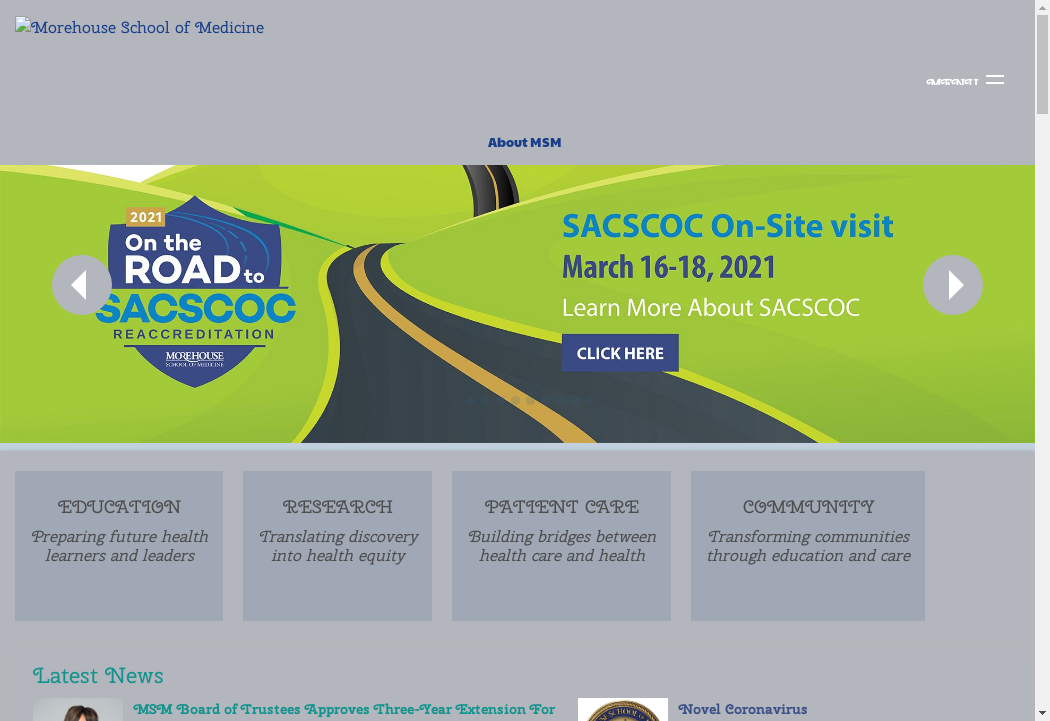 Morehouse School of Medicine
About MSM
2021
On the
ROAD to
SACSCOC
REACCREDITATION
MOREHOUSE
SCHOOL OF MEDICINE
SACSCOC On-Site visit
March 16-18, 2021
Learn More About SACSCOC
CLICK HERE
EDUCATION
Preparing future health
learners and leaders
RESEARCH
Translating discovery
into health equity
PATIENT CARE
Building bridges between
health care and health
COMMUNITY
Transforming communities
through education and care
Latest News
MSM Board of Trustees Approves Three-Year Extension For
Novel Coronavirus